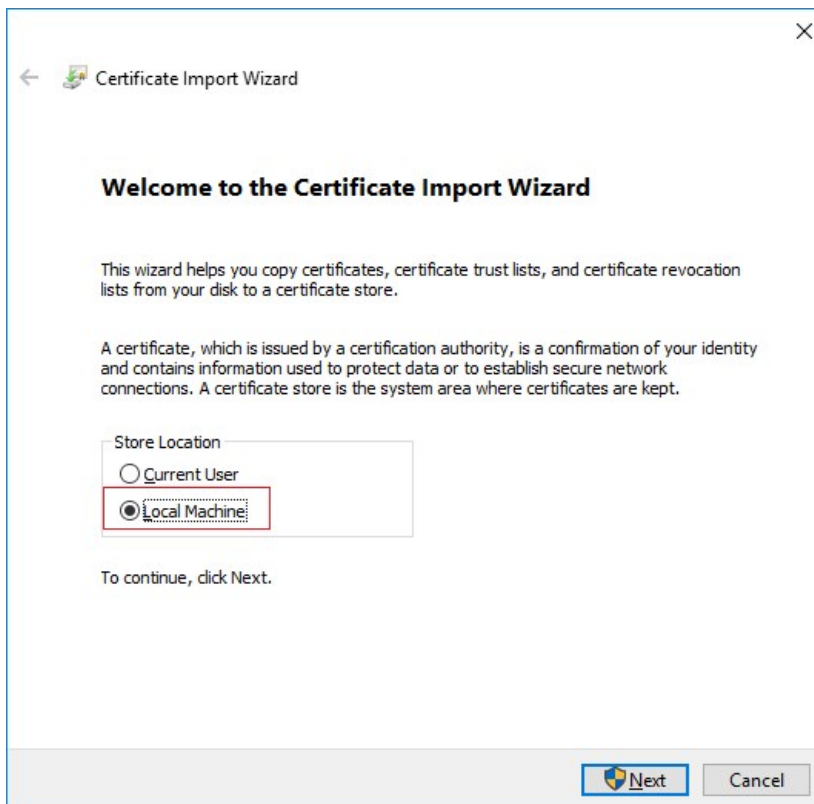 Certificate Import Wizard
Welcome to the Certificate Import Wizard
This wizard helps you copy certificates, certificate trust lists, and certificate revocation
lists from your disk to a certificate store.
A certificate, which is issued by a certification authority, is a confirmation of your identity
and contains information used to protect data or to establish secure network
connections. A certificate store is the system area where certificates are kept.
Store Location
Current User
Local Machine
To continue, click Next.
Next Cancel